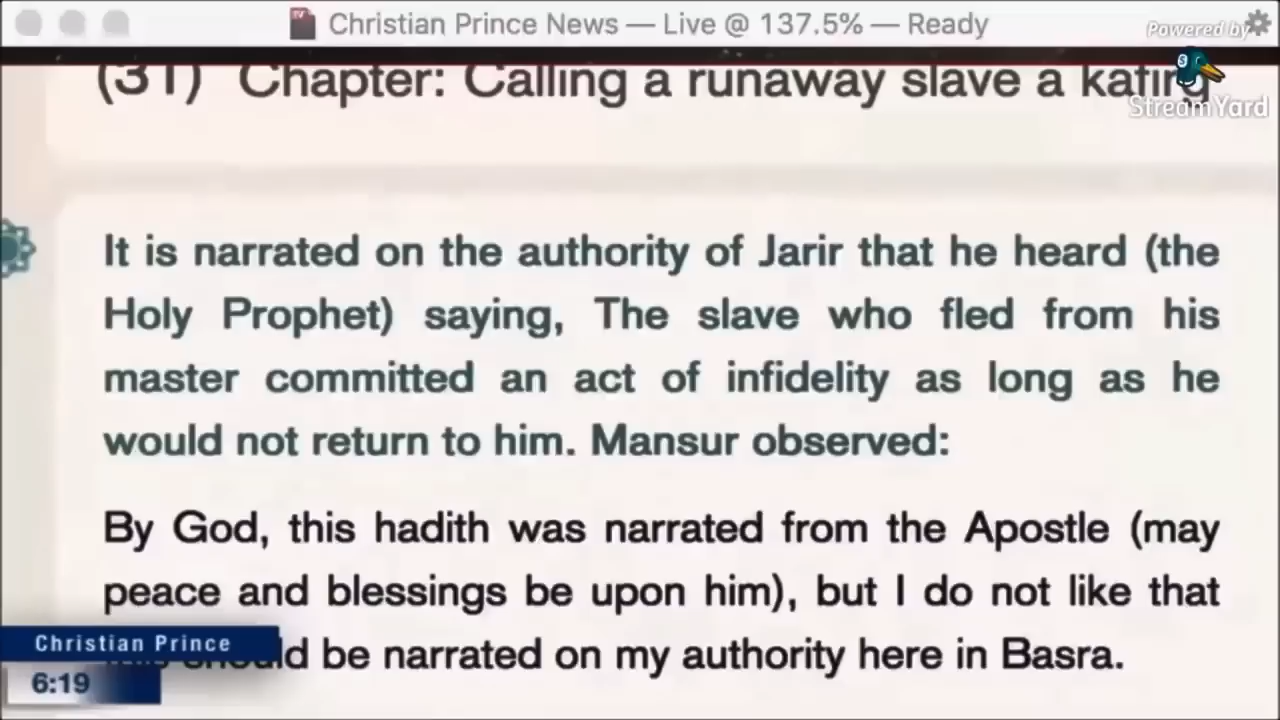 Christian Prince News — Live @ 137.5% — Ready
Powered by
StreamYard
(31) Chapter: Calling a runaway slave a kafir
It is narrated on the authority of Jarir that he heard (the
Holy Prophet) saying, The slave who fled from his
master committed an act of infidelity as long as he
would not return to him. Mansur observed:
By God, this hadith was narrated from the Apostle (may
peace and blessings be upon him), but I do not like that
should be narrated on my authority here in Basra.
Christian Prince
6:19